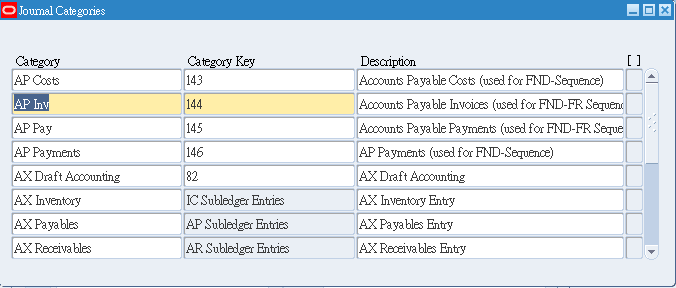 Journal Categories
Category Category Key Description [ ]
AP Costs 143 Accounts Payable Costs (used for FND-Sequence)
AP Inv 144 Accounts Payable Invoices (used for FND-FR Sequenc
AP Pay 145 Accounts Payable Payments (used for FND-FR Seque
AP Payments 146 AP Payments (used for FND-Sequence)
AX Draft Accounting 82 AX Draft Accounting
AX Inventory IC Subledger Entries AX Inventory Entry
AX Payables AP Subledger Entries AX Payables Entry
AX Receivables AR Subledger Entries AX Receivables Entry